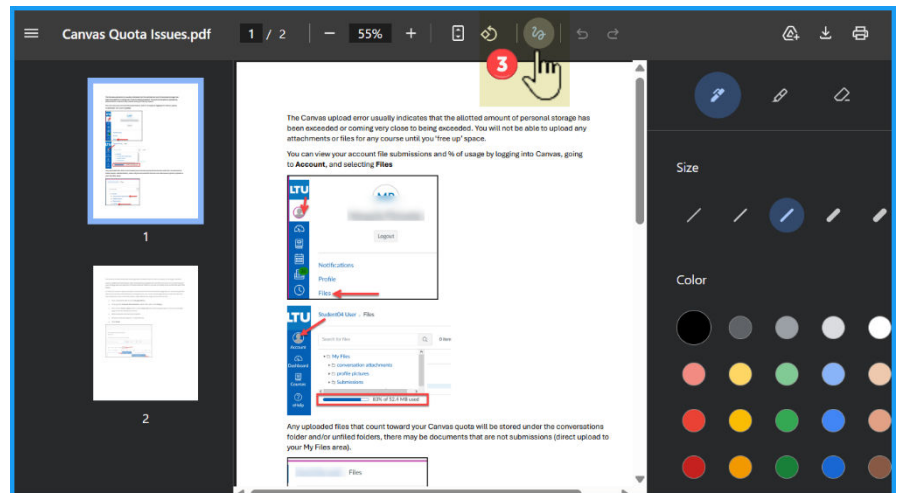 Canvas Quota Issues.pdf
1 / 2
55%
3
The Canvas upload error usually indicates that the allotted amount of personal storage has
been exceeded or coming very close to being exceeded. You will not be able to upload any
attachments or files for any course until you 'free up' space.
You can view your account file submissions and % of usage by logging into Canvas, going
to Account, and selecting Files
LTU
Logout
Notifications
Profile
Files
LTU
Student04 User
Files
Account
Search for files
0 items
Dashboard
My Files
conversation attachments
profile pictures
Courses
Submissions
83% of 52.4 MB used
Any uploaded files that count toward your Canvas quota will be stored under the conversations
folder and/or unfiled folders, there may be documents that are not submissions (direct upload to
your My Files area).
Files
1
2
Size
Color